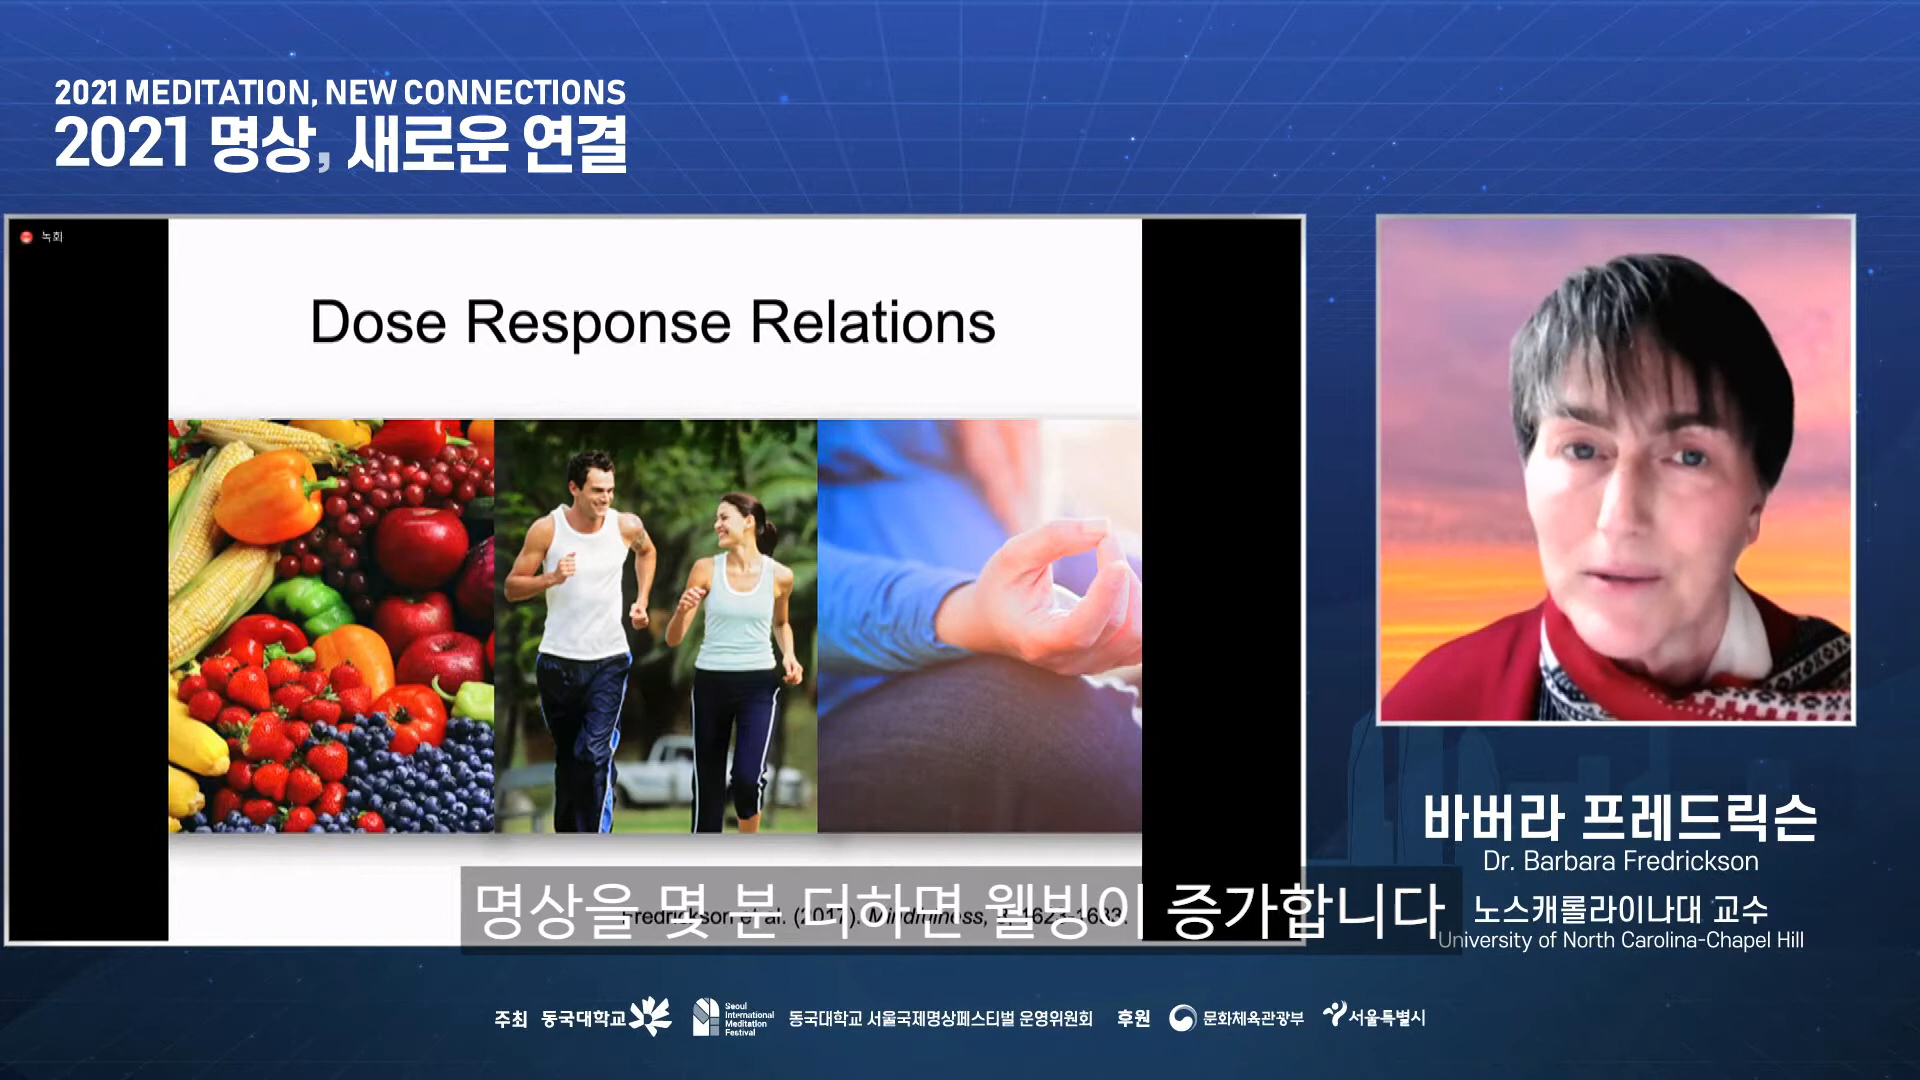 2021 MEDITATION, NEW CONNECTIONS
2021 명상, 새로운 연결
녹화
Dose Response Relations
Fredrickson et al. (2017). Mindfulness,
명상을 몇 분 더하면 웰빙이 증가합니다
바버라 프레드릭슨
Dr. Barbara Fredrickson
노스캐롤라이나대 교수
University of North Carolina-Chapel Hill
주최 동국대학교
Seoul
International
Meditation
Festival
동국대학교 서울국제명상페스티벌 운영위원회
후원 문화체육관광부 서울특별시